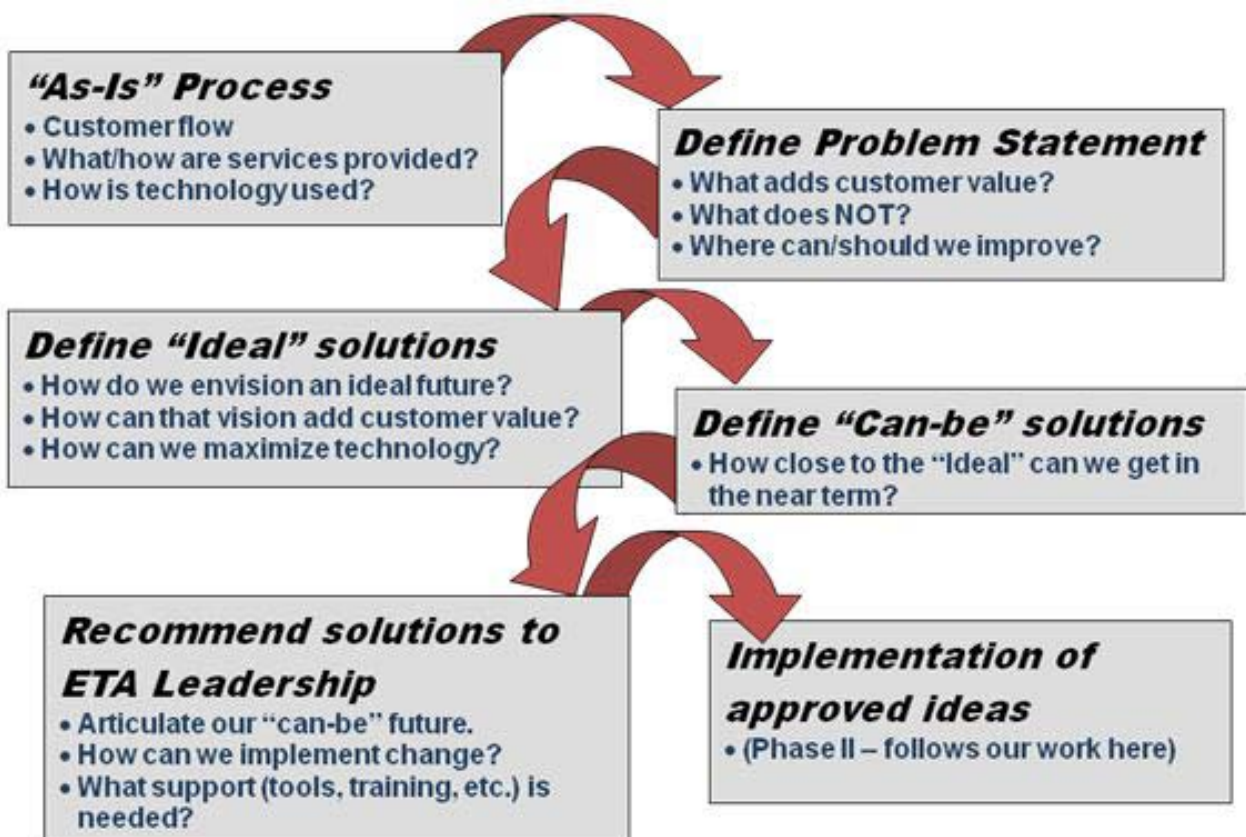 “As-Is” Process
• Customer flow
• What/how are services provided?
• How is technology used?
Define Problem Statement
• What adds customer value?
• What does NOT?
• Where can/should we improve?
Define “Ideal” solutions
• How do we envision an ideal future?
• How can that vision add customer value?
• How can we maximize technology?
Define “Can-be” solutions
• How close to the “Ideal” can we get in
the near term?
Recommend solutions to
ETA Leadership
• Articulate our “can-be” future.
• How can we implement change?
• What support (tools, training, etc.) is
needed?
Implementation of
approved ideas
• (Phase II – follows our work here)